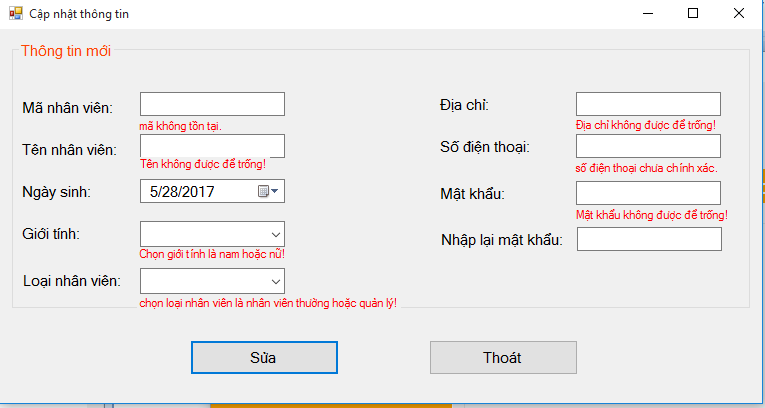 Cập nhật thông tin
Thông tin mới
Mã nhân viên:
mã không tồn tại.
Tên nhân viên:
Tên không được để trống!
Ngày sinh:
5/28/2017
Giới tính:
Chọn giới tính là nam hoặc nữ!
Loại nhân viên:
chọn loại nhân viên là nhân viên thường hoặc quản lý!
Địa chỉ:
Địa chỉ không được để trống!
Số điện thoại:
số điện thoại chưa chính xác.
Mật khẩu:
Mật khẩu không được để trống!
Nhập lại mật khẩu:
Sửa
Thoát